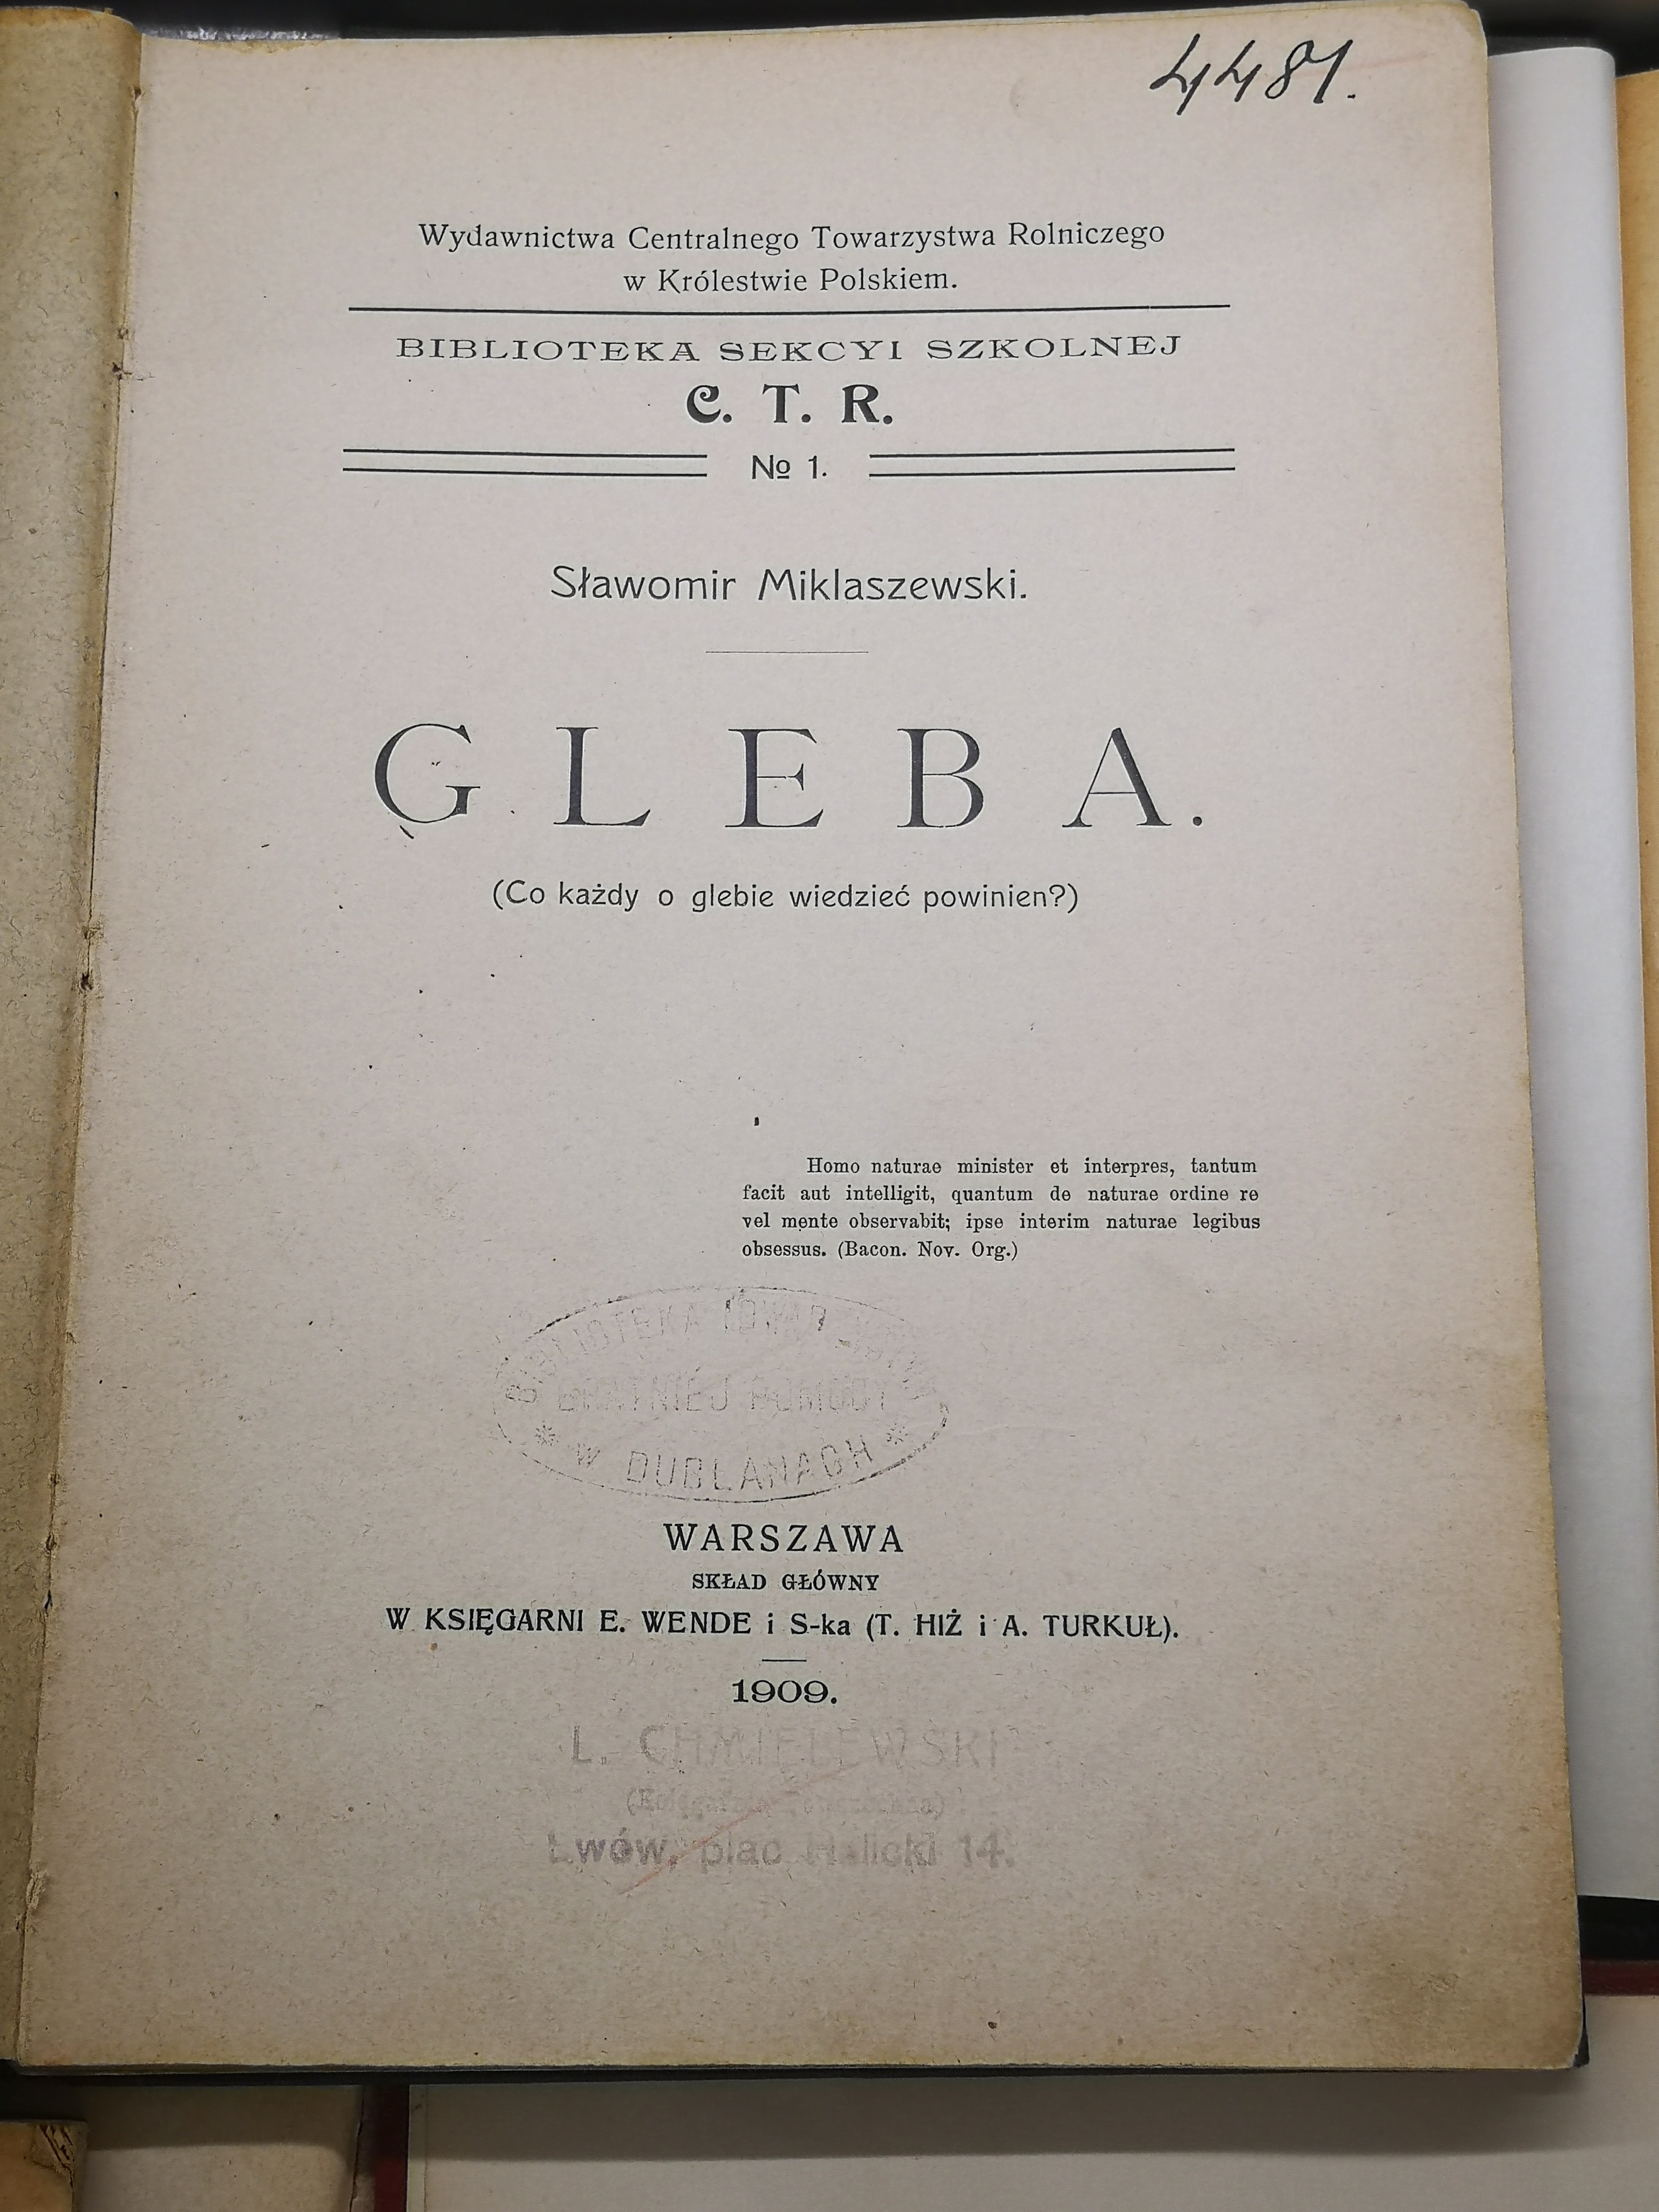 4481.
Wydawnictwa Centralnego Towarzystwa Rolniczego
w Królestwie Polskiem.
BIBLIOTEKA SEKCYI SZKOLNEJ
C. T. R.
№ 1.
Sławomir Miklaszewski.
GLEBA.
(Co każdy o glebie wiedzieć powinien?)
Homo naturae minister et interpres, tantum
facit aut intelligit, quantum de naturae ordine re
vel mente observabit; ipse interim naturae legibus
obsessus. (Bacon. Nov. Org.)
BIBLIOTEKA TOWARZ.
BRATNIEJ POMOCY
* W DUBLANACH *
WARSZAWA
SKŁAD GŁÓWNY
W KSIĘGARNI E. WENDE i S-ka (T. HIŻ i A. TURKUŁ).
1909.
L. CHMIELEWSKI
Lwów, plac Halicki 14.